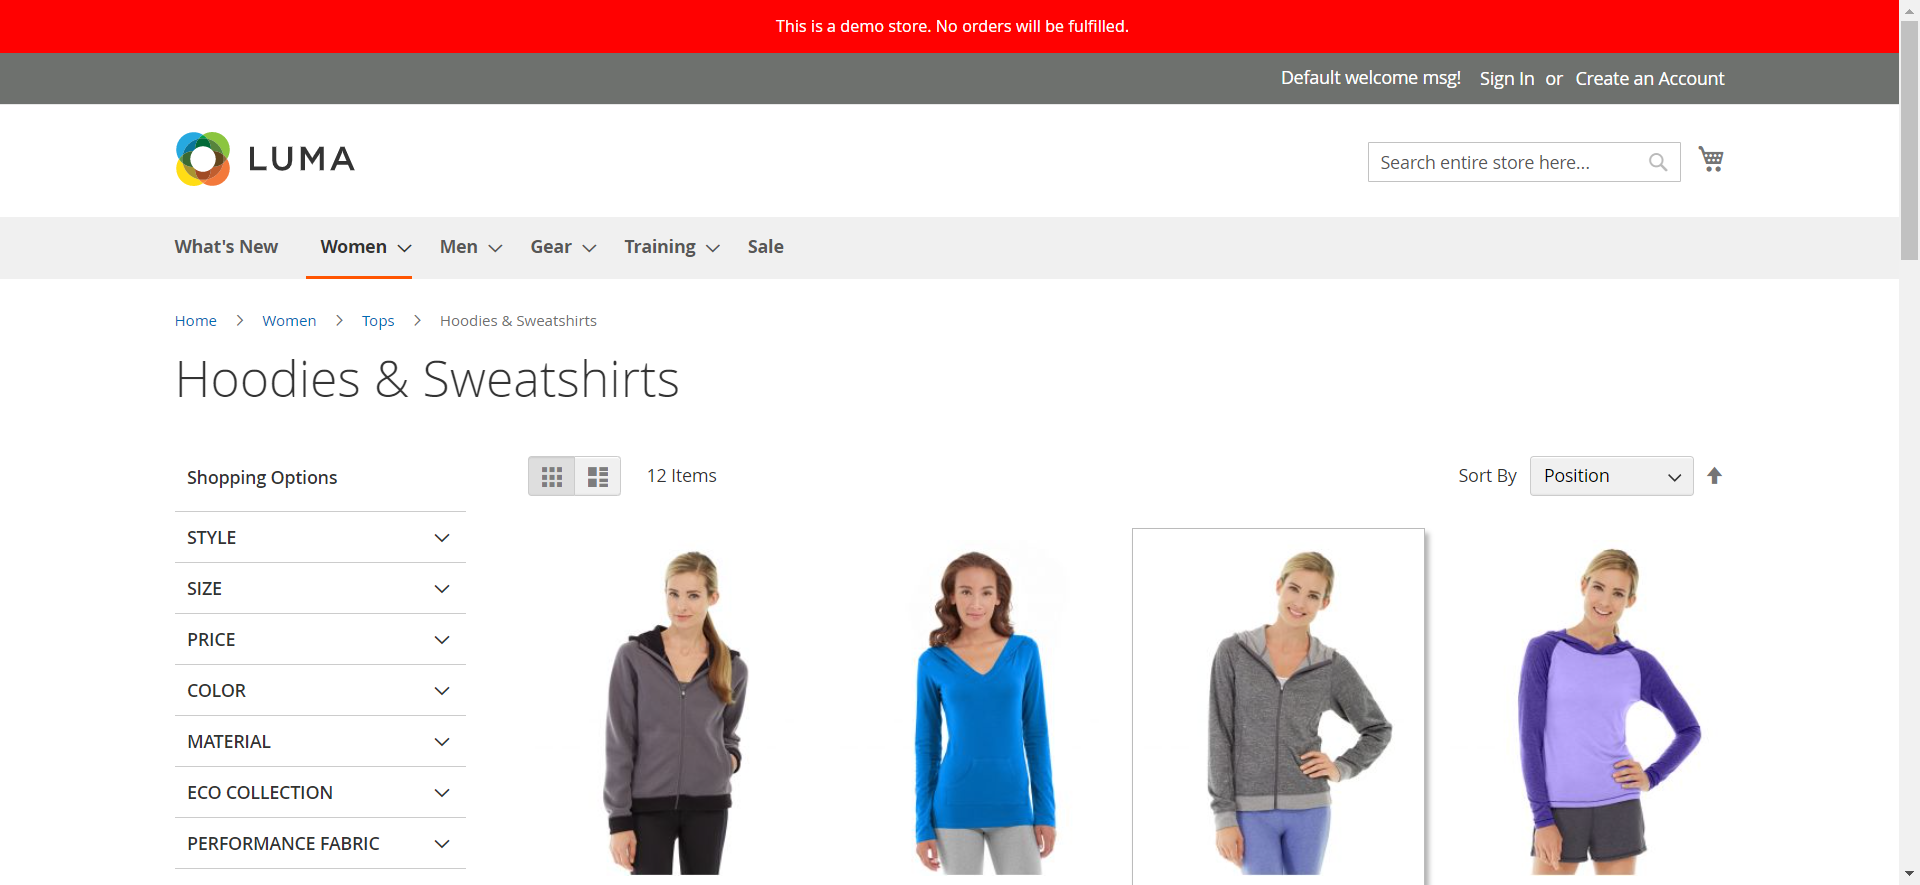 This is a demo store. No orders will be fulfilled.
Default welcome msg! Sign In or Create an Account
LUMA
Search entire store here...
What's New Women Men Gear Training Sale
Home Women Tops Hoodies & Sweatshirts
Hoodies & Sweatshirts
Shopping Options
12 Items
Sort By Position
STYLE
SIZE
PRICE
COLOR
MATERIAL
ECO COLLECTION
PERFORMANCE FABRIC